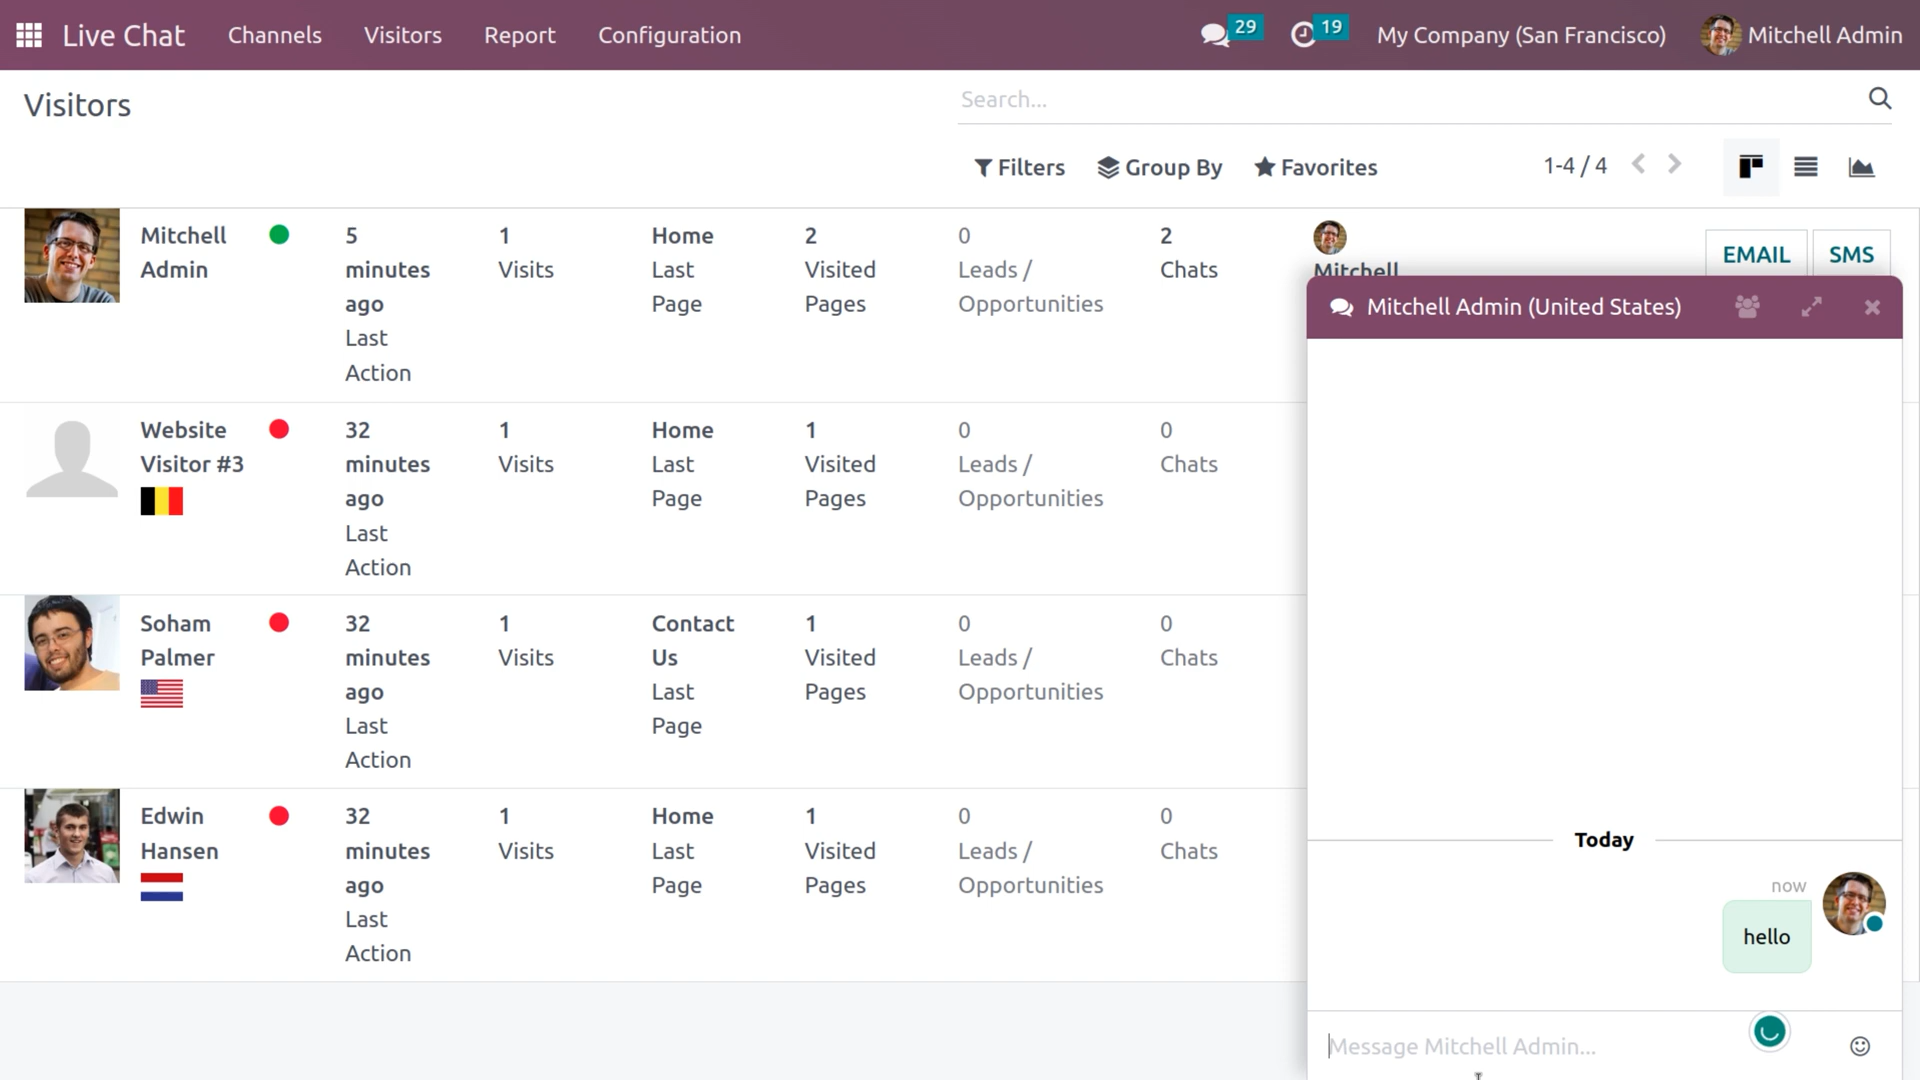 Live Chat Channels Visitors Report Configuration 29 19 My Company (San Francisco) Mitchell Admin
Visitors
Search...
Filters Group By Favorites 1-4 / 4
Mitchell Admin
5 minutes ago
Last Action
1
Visits
Home
Last Page
2
Visited Pages
0
Leads / Opportunities
2
Chats
Mitchell
EMAIL SMS
Website Visitor #3
32 minutes ago
Last Action
1
Visits
Home
Last Page
1
Visited Pages
0
Leads / Opportunities
0
Chats
Soham Palmer
32 minutes ago
Last Action
1
Visits
Contact Us
Last Page
1
Visited Pages
0
Leads / Opportunities
0
Chats
Edwin Hansen
32 minutes ago
Last Action
1
Visits
Home
Last Page
1
Visited Pages
0
Leads / Opportunities
0
Chats
Mitchell Admin (United States)
Today
now
hello
Message Mitchell Admin...